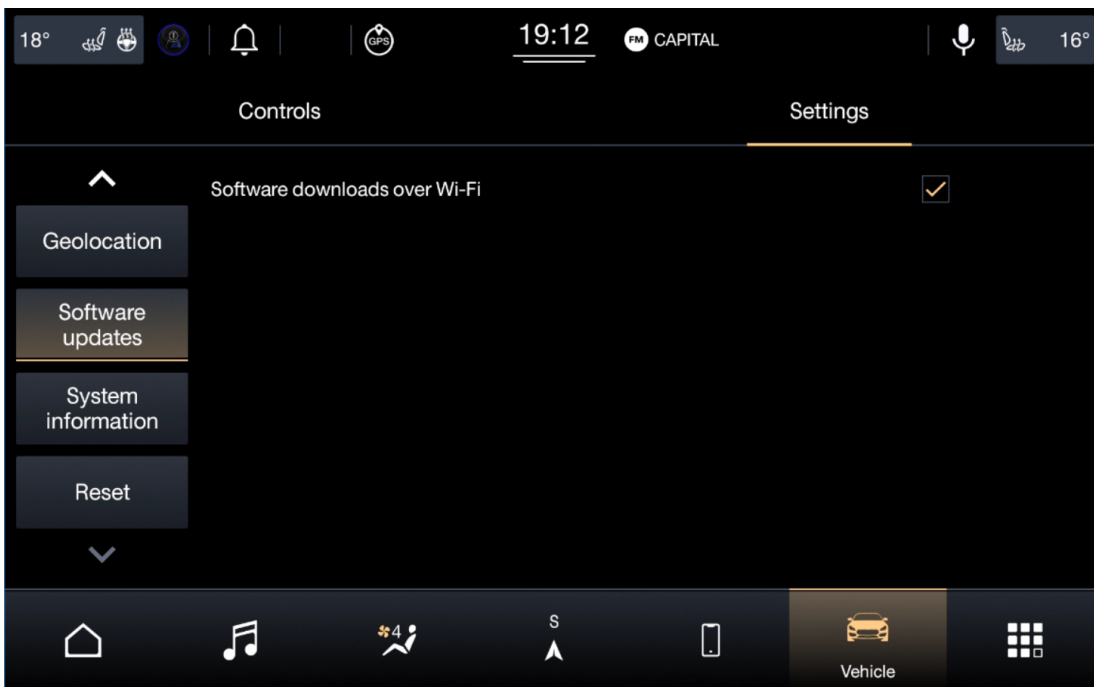 18°
GPS
19:12
FM CAPITAL
16°
Controls
Settings
Software downloads over Wi-Fi
Geolocation
Software
updates
System
information
Reset
4
S
Vehicle